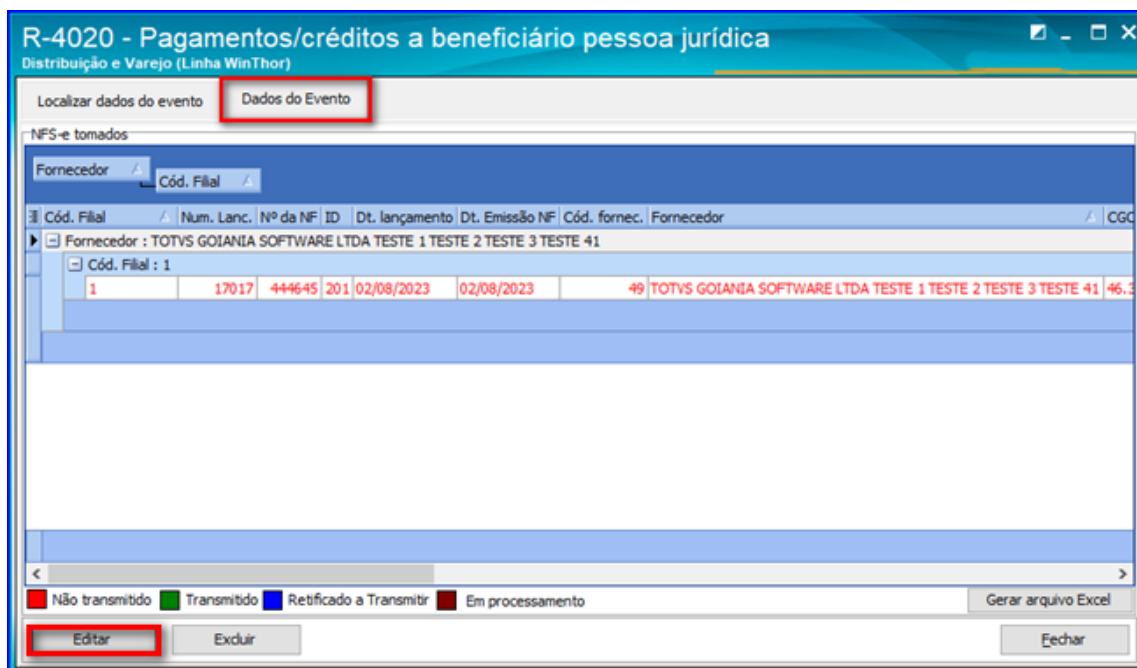 R-4020 - Pagamentos/créditos a beneficiário pessoa jurídica
Distribuição e Varejo (Linha WinThor)
Localizar dados do evento Dados do Evento
NFS-e tomados
Fornecedor
Cód. Filial
Cód. Filial Num. Lanc. Nº da NF ID Dt. lançamento Dt. Emissão NF Cód. fornec. Fornecedor CGC
Fornecedor : TOTVS GOIANIA SOFTWARE LTDA TESTE 1 TESTE 2 TESTE 3 TESTE 41
Cód. Filial : 1
1 17017 444645 201 02/08/2023 02/08/2023 49 TOTVS GOIANIA SOFTWARE LTDA TESTE 1 TESTE 2 TESTE 3 TESTE 41 46.3
Não transmitido Transmitido Retificado a Transmitir Em processamento Gerar arquivo Excel
Editar Excluir Fechar